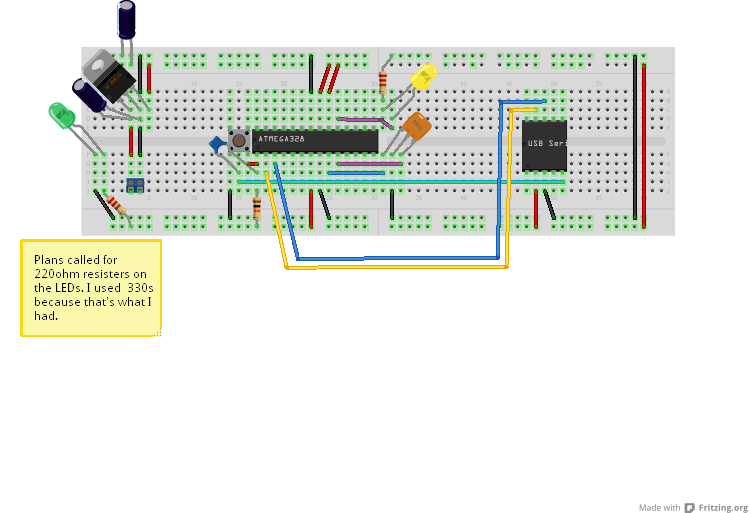 ATMEGA328
USB Seri
Plans called for
220ohm resisters on
the LEDs. I used  330s
because that's what I
had.
Made with Fritzing.org